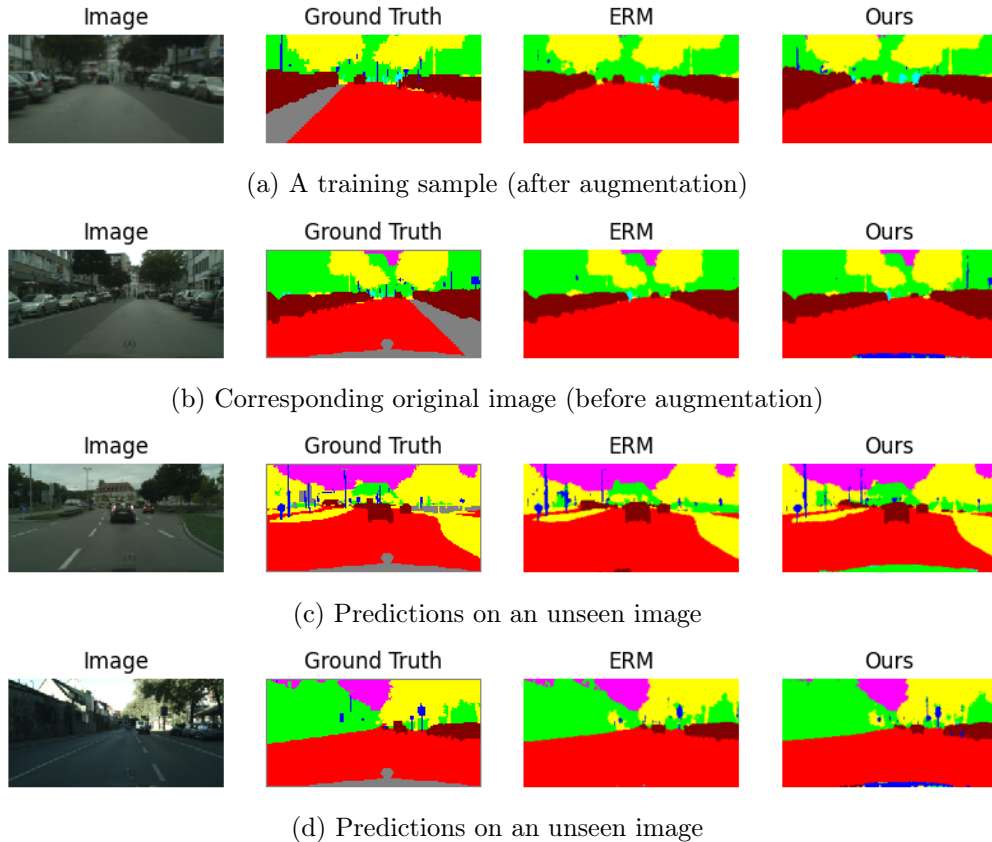 Image Ground Truth ERM Ours
(a) A training sample (after augmentation)
Image Ground Truth ERM Ours
(b) Corresponding original image (before augmentation)
Image Ground Truth ERM Ours
(c) Predictions on an unseen image
Image Ground Truth ERM Ours
(d) Predictions on an unseen image